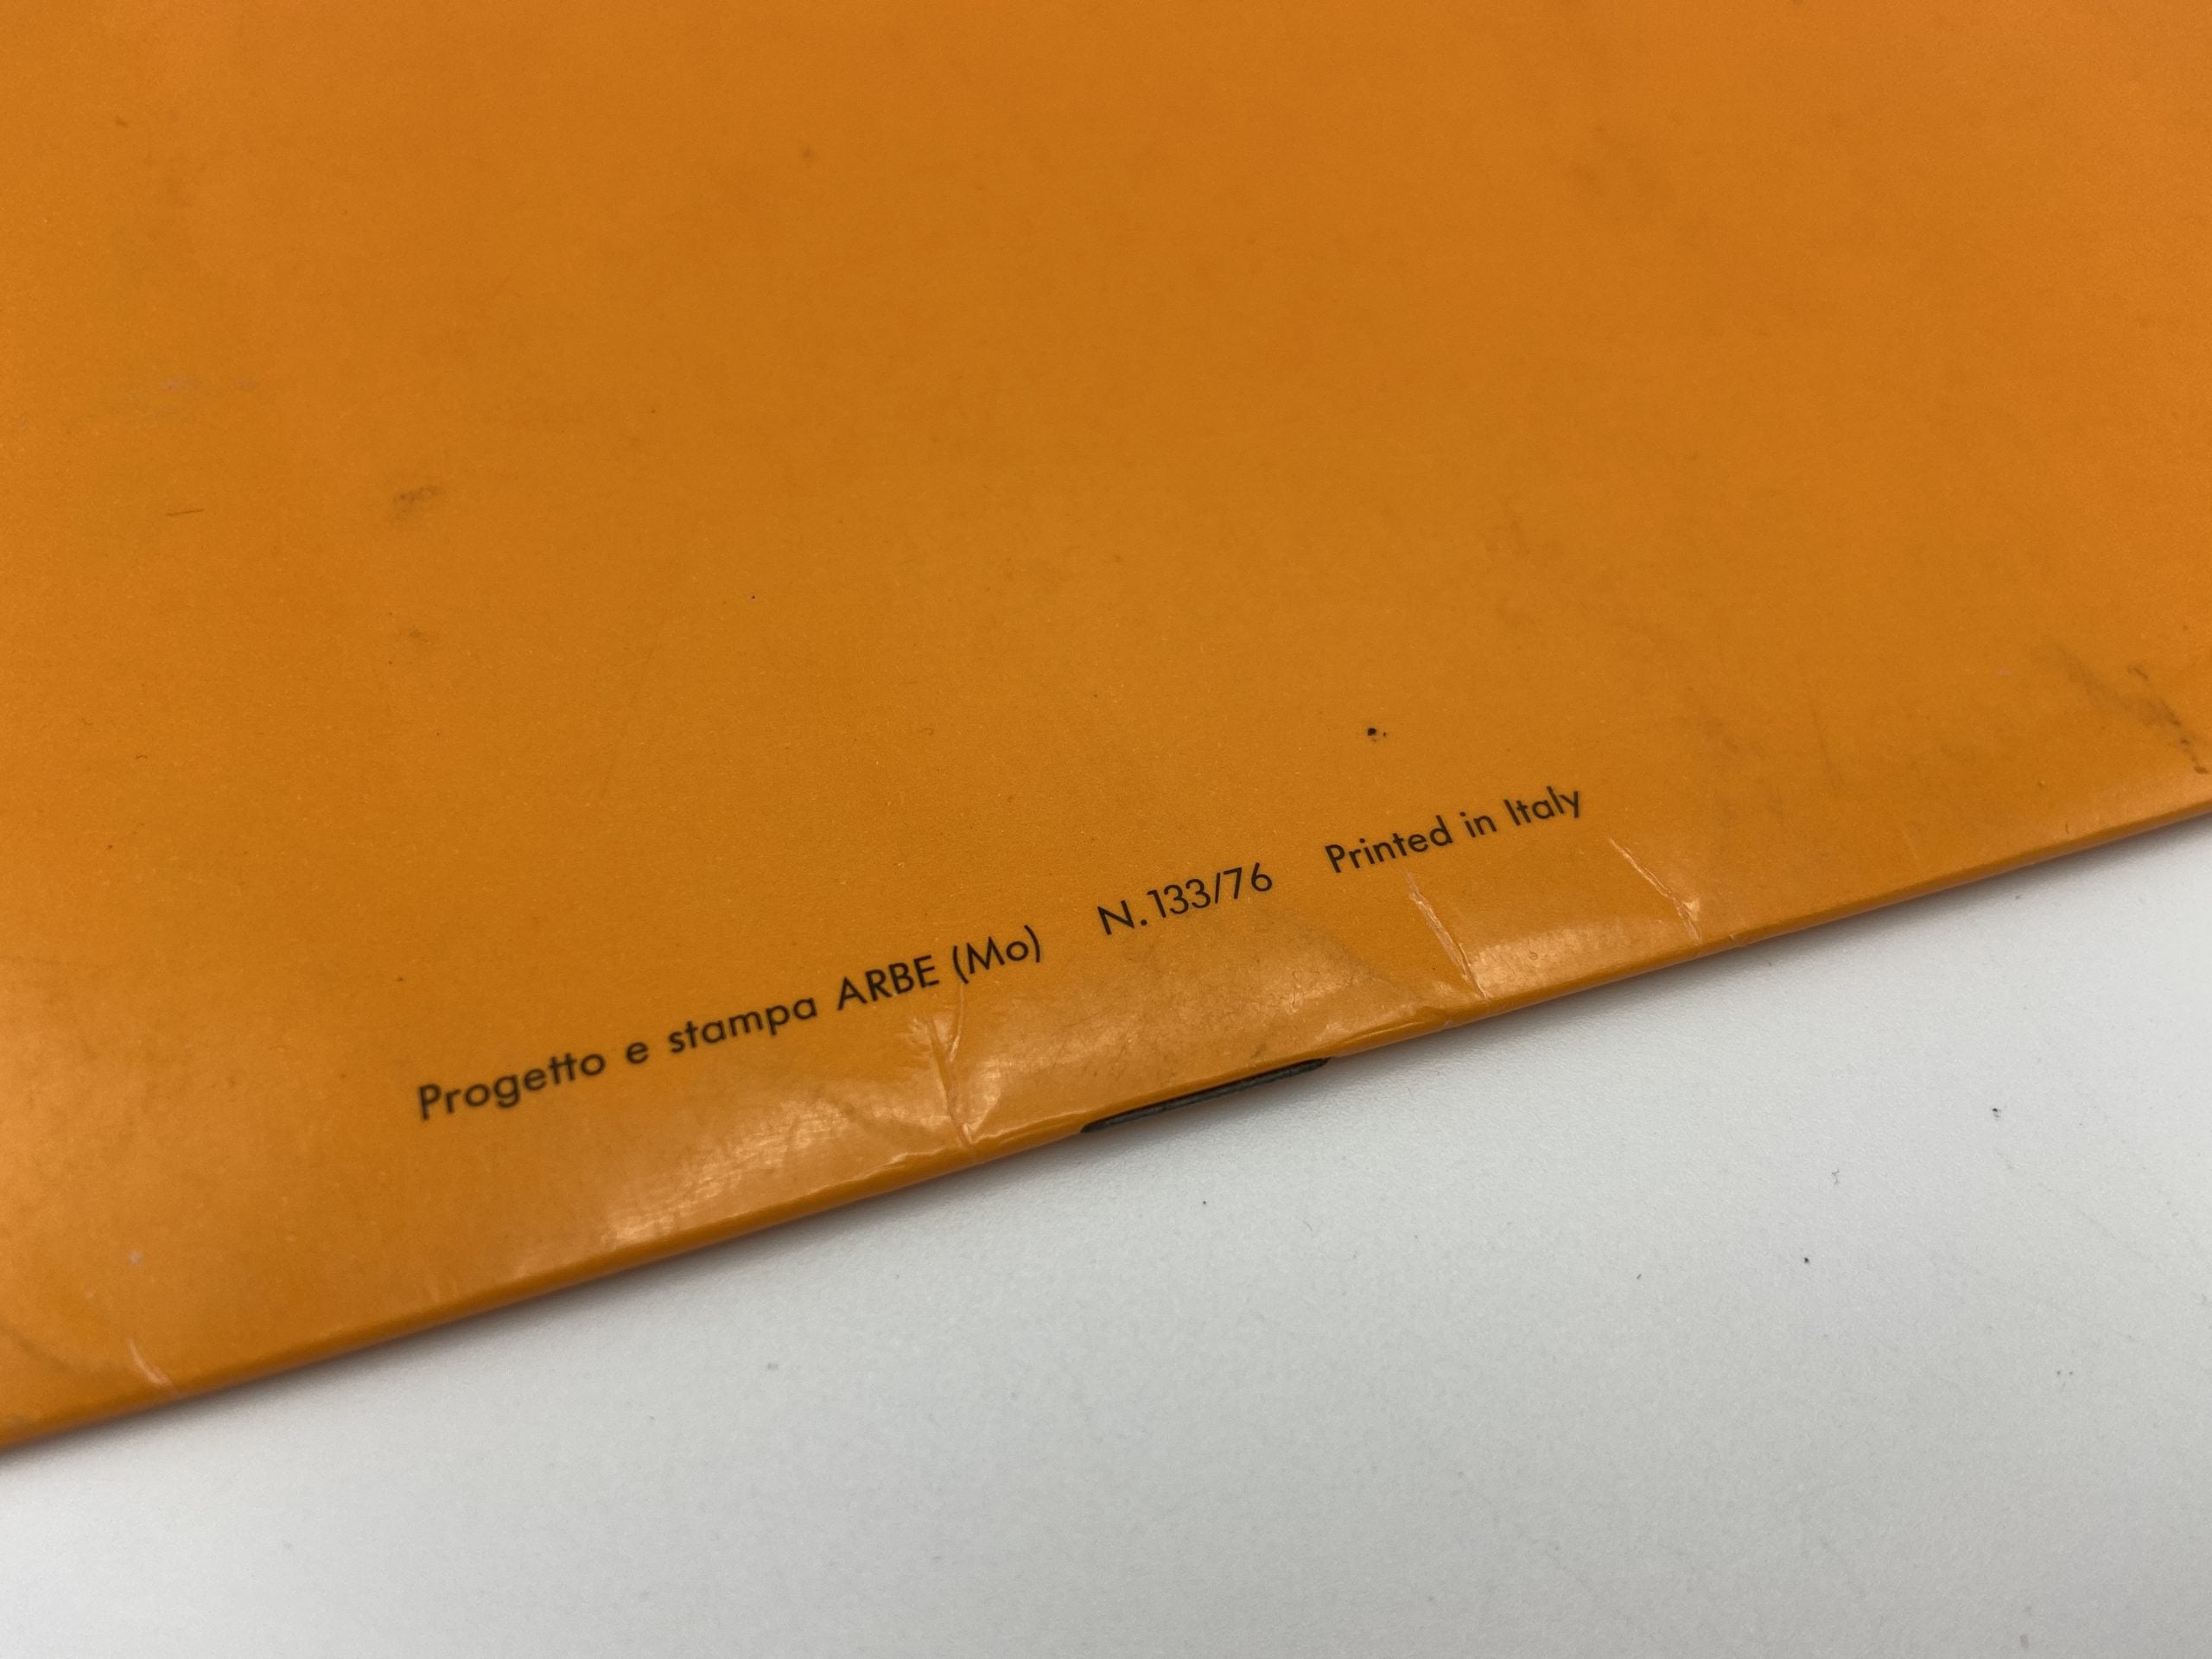 Progetto e stampa ARBE (Mo) N.133/76 Printed in Italy